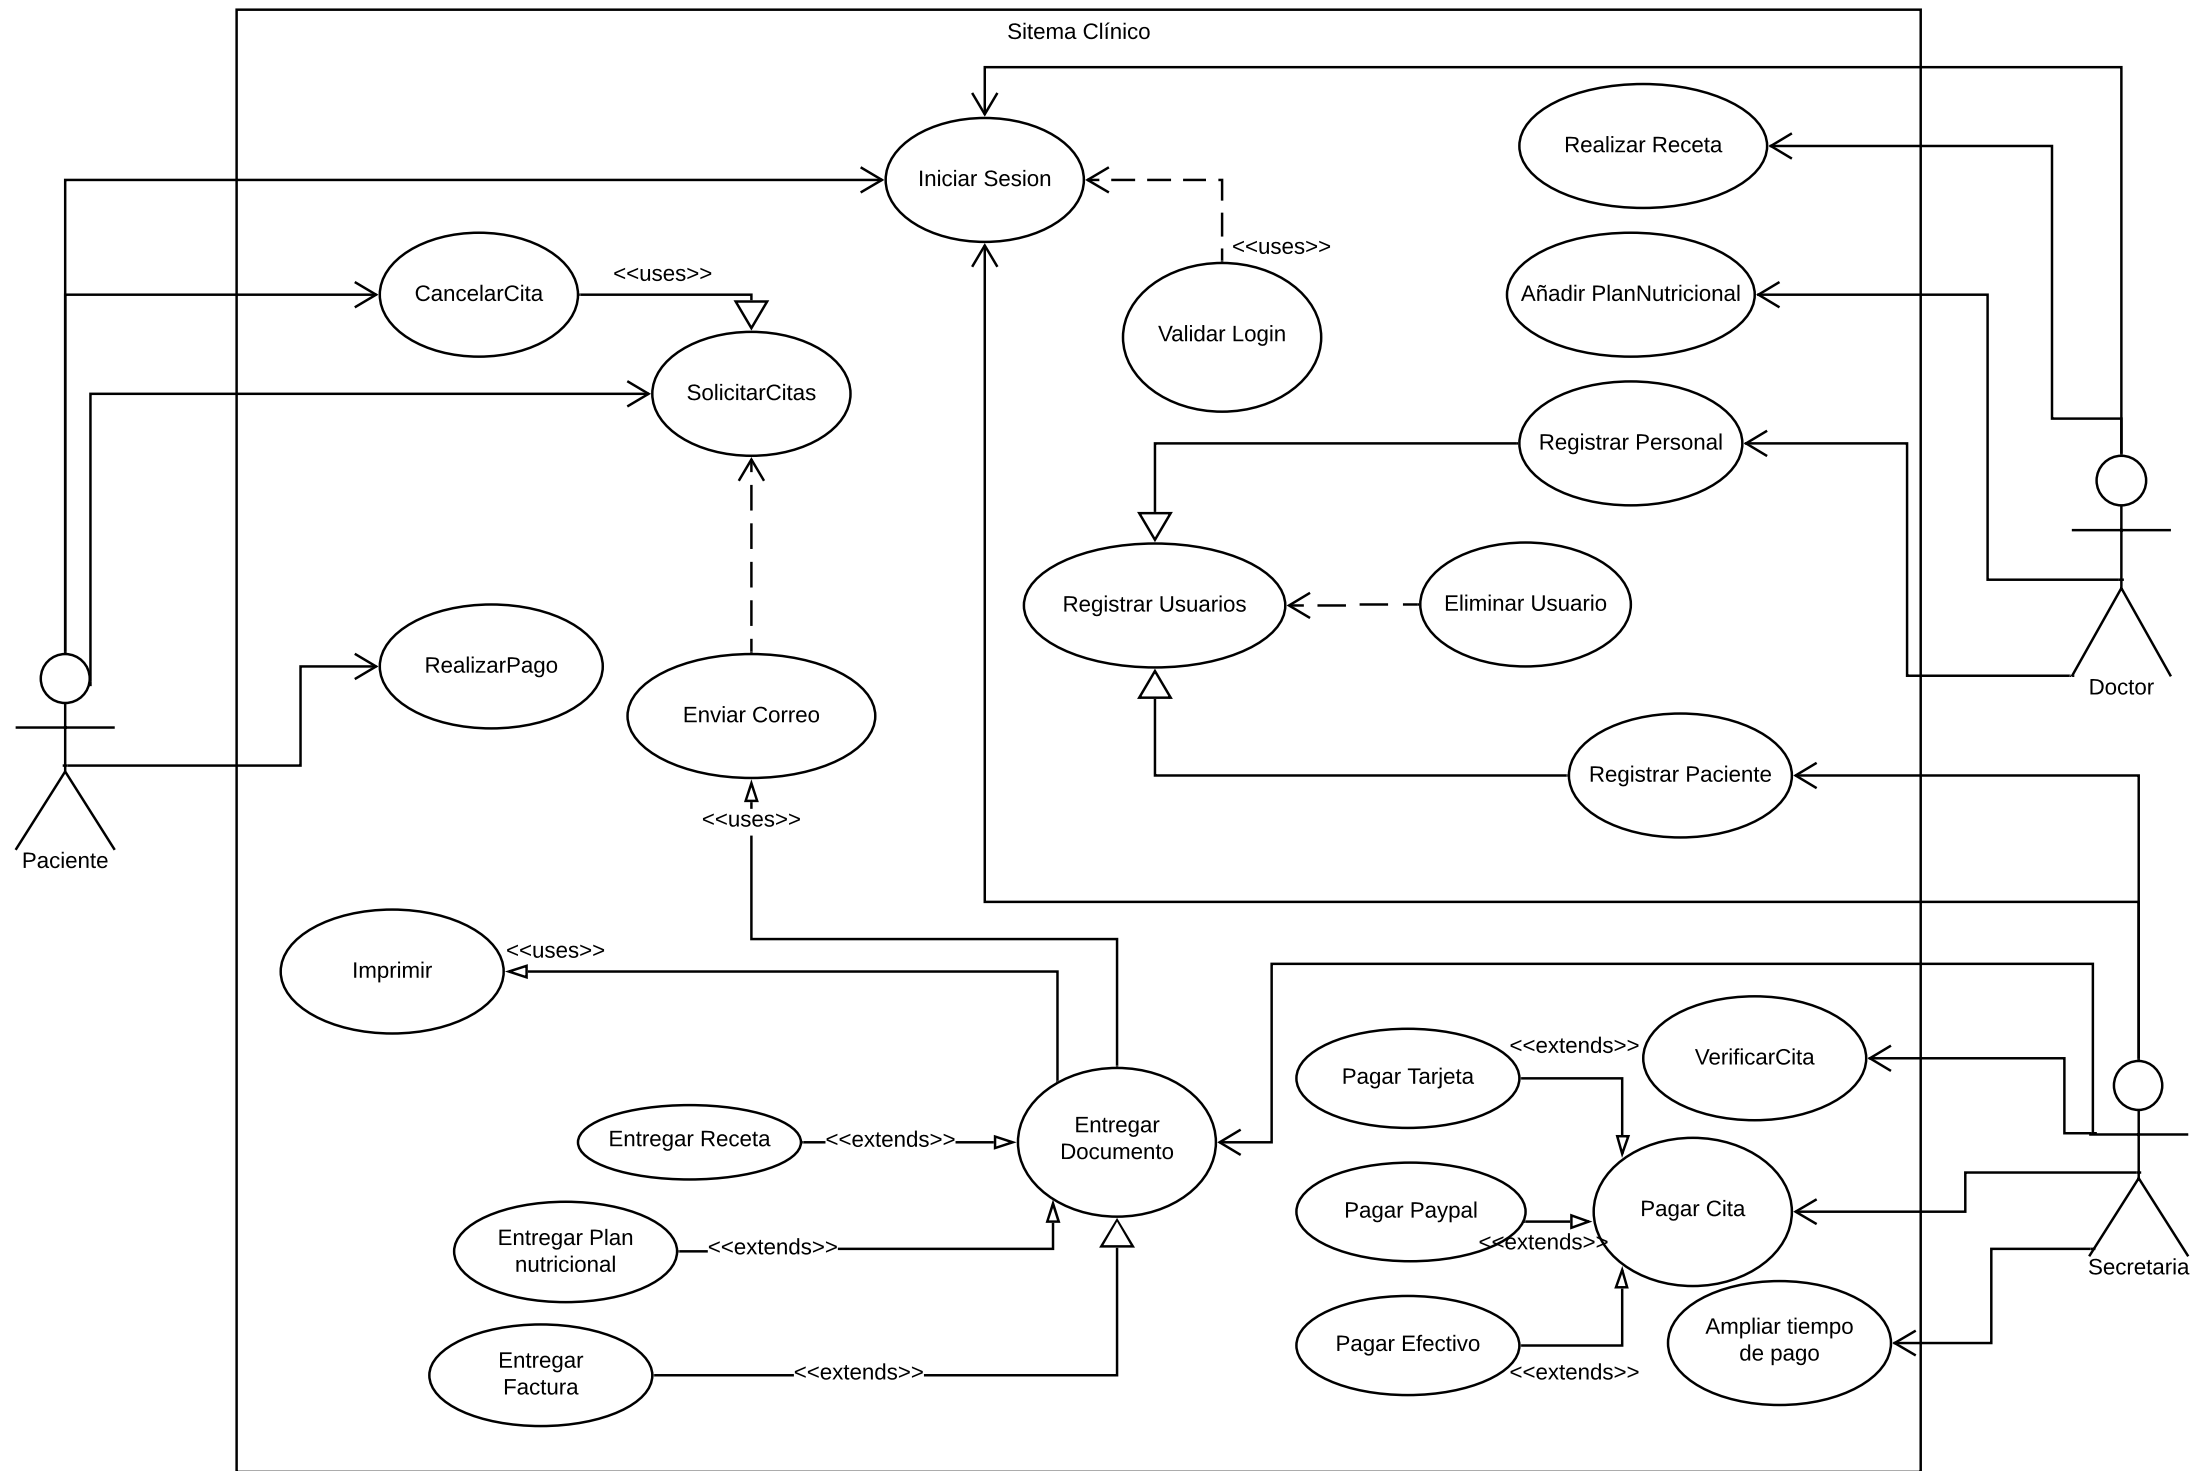 Sitema Clínico
Iniciar Sesion
Realizar Receta
<<uses>>
CancelarCita
<<uses>>
Añadir PlanNutricional
Validar Login
SolicitarCitas
Registrar Personal
Registrar Usuarios
Eliminar Usuario
RealizarPago
Enviar Correo
Doctor
Registrar Paciente
<<uses>>
Paciente
<<uses>>
Imprimir
<<extends>>
VerificarCita
Pagar Tarjeta
Entregar
Documento
Entregar Receta
<<extends>>
Pagar Paypal
Pagar Cita
<<extends>>
Entregar Plan
nutricional
<<extends>>
Secretaria
Pagar Efectivo
Ampliar tiempo
de pago
Entregar
Factura
<<extends>>
<<extends>>